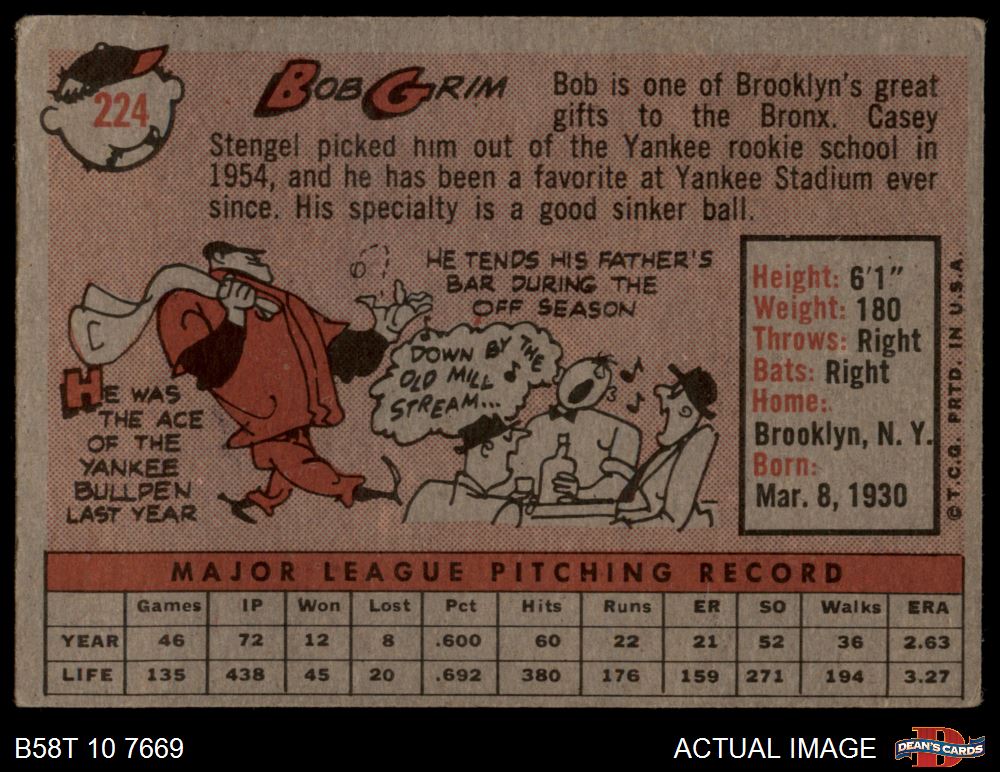 224
BOB GRIM
Bob is one of Brooklyn's great
gifts to the Bronx. Casey
Stengel picked him out of the Yankee rookie school in
1954, and he has been a favorite at Yankee Stadium ever
since. His specialty is a good sinker ball.
HE WAS
THE ACE
OF THE
YANKEE
BULLPEN
LAST YEAR
HE TENDS HIS FATHER'S
BAR DURING THE
OFF SEASON
DOWN BY THE
OLD MILL
STREAM...
Height: 6'1"
Weight: 180
Throws: Right
Bats: Right
Home:
Brooklyn, N. Y.
Born:
Mar. 8, 1930
© T.C.G. PRTD. IN U.S.A.
MAJOR LEAGUE PITCHING RECORD
Games IP Won Lost Pct Hits Runs ER SO Walks ERA
YEAR 46 72 12 8 .600 60 22 21 52 36 2.63
LIFE 135 438 45 20 .692 380 176 159 271 194 3.27
B58T 10 7669
ACTUAL IMAGE
D
DEAN'S CARDS